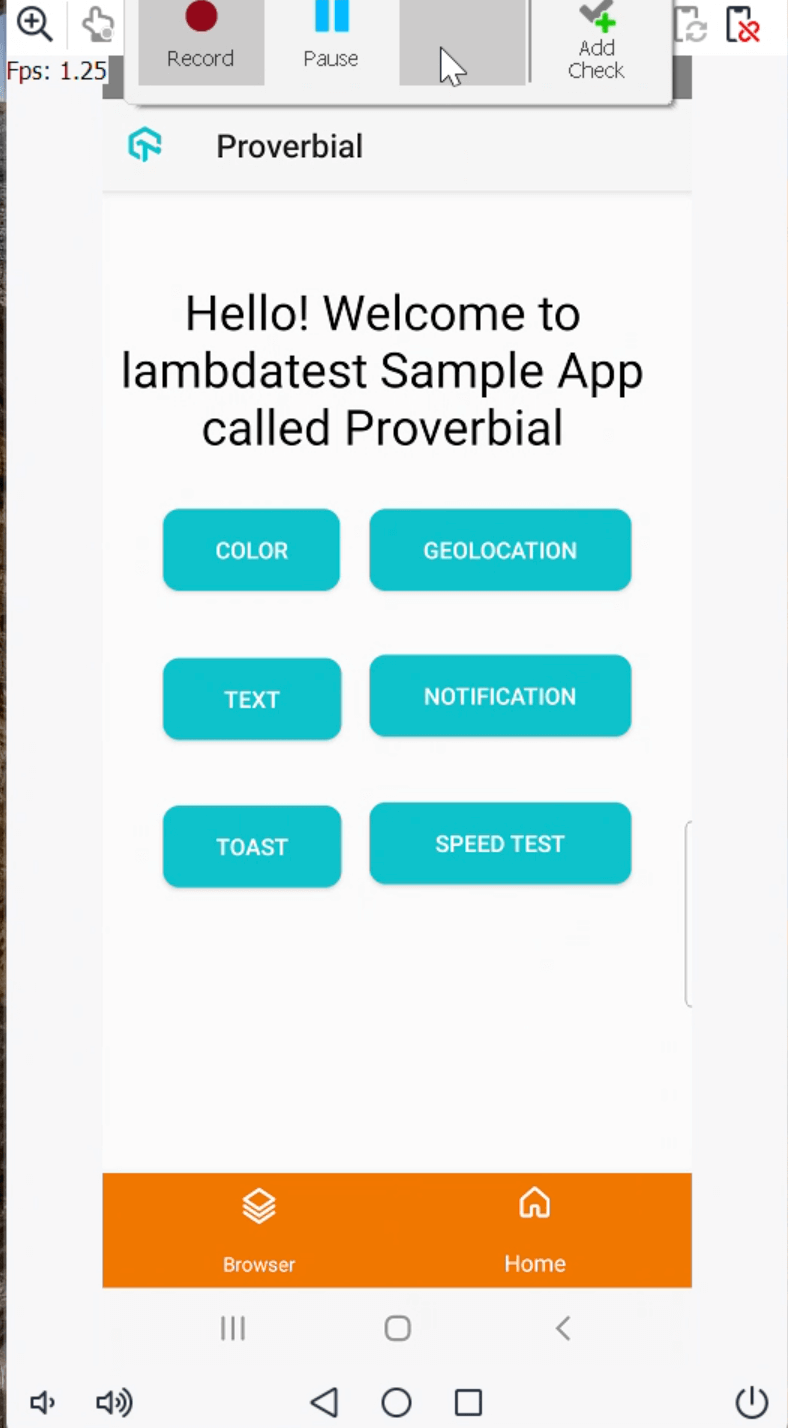 Record
Pause
Add
Check
Fps: 1.25
Proverbial
Hello! Welcome to
lambdatest Sample App
called Proverbial
COLOR
GEOLOCATION
TEXT
NOTIFICATION
TOAST
SPEED TEST
Browser
Home